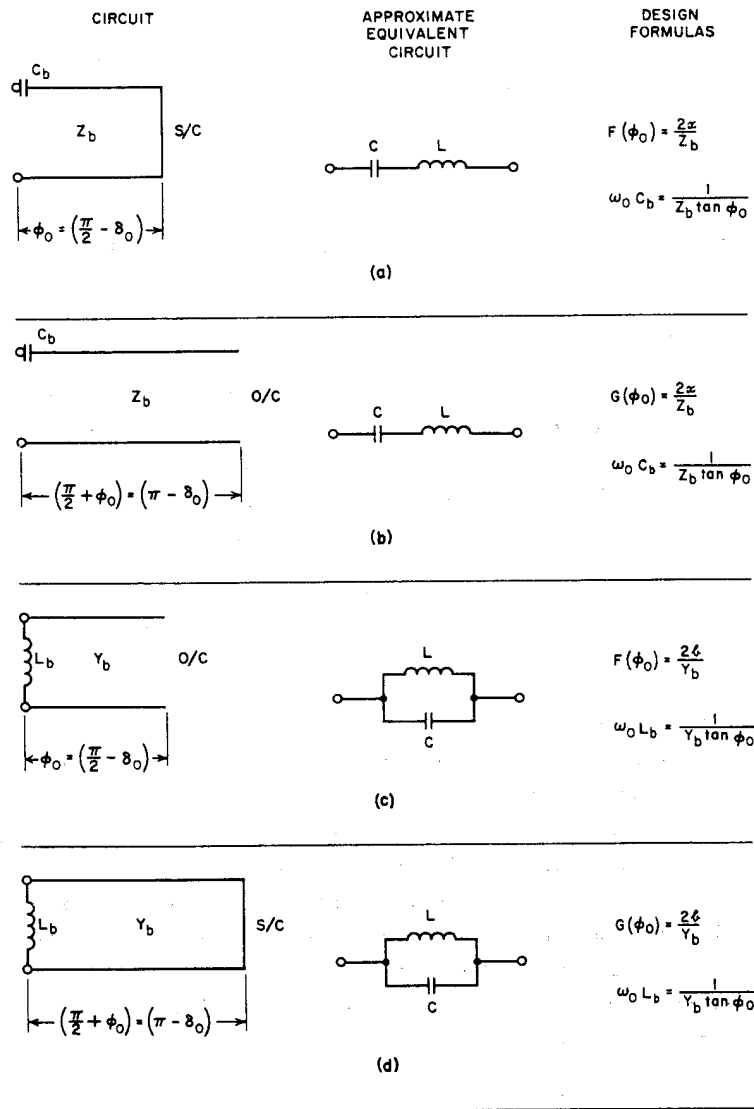 CIRCUIT
APPROXIMATE
EQUIVALENT
CIRCUIT
DESIGN
FORMULAS
C_b
Z_b
S/C
ϕ_0 = (π/2 - δ_0)
C
L
F(ϕ_0) = 2x/Z_b
ω_0 C_b = 1/(Z_b tan ϕ_0)
(a)
C_b
Z_b
O/C
(π/2 + ϕ_0) = (π - δ_0)
C
L
G(ϕ_0) = 2x/Z_b
ω_0 C_b = 1/(Z_b tan ϕ_0)
(b)
L_b
Y_b
O/C
ϕ_0 = (π/2 - δ_0)
L
C
F(ϕ_0) = 2b/Y_b
ω_0 L_b = 1/(Y_b tan ϕ_0)
(c)
L_b
Y_b
S/C
(π/2 + ϕ_0) = (π - δ_0)
L
C
G(ϕ_0) = 2b/Y_b
ω_0 L_b = 1/(Y_b tan ϕ_0)
(d)